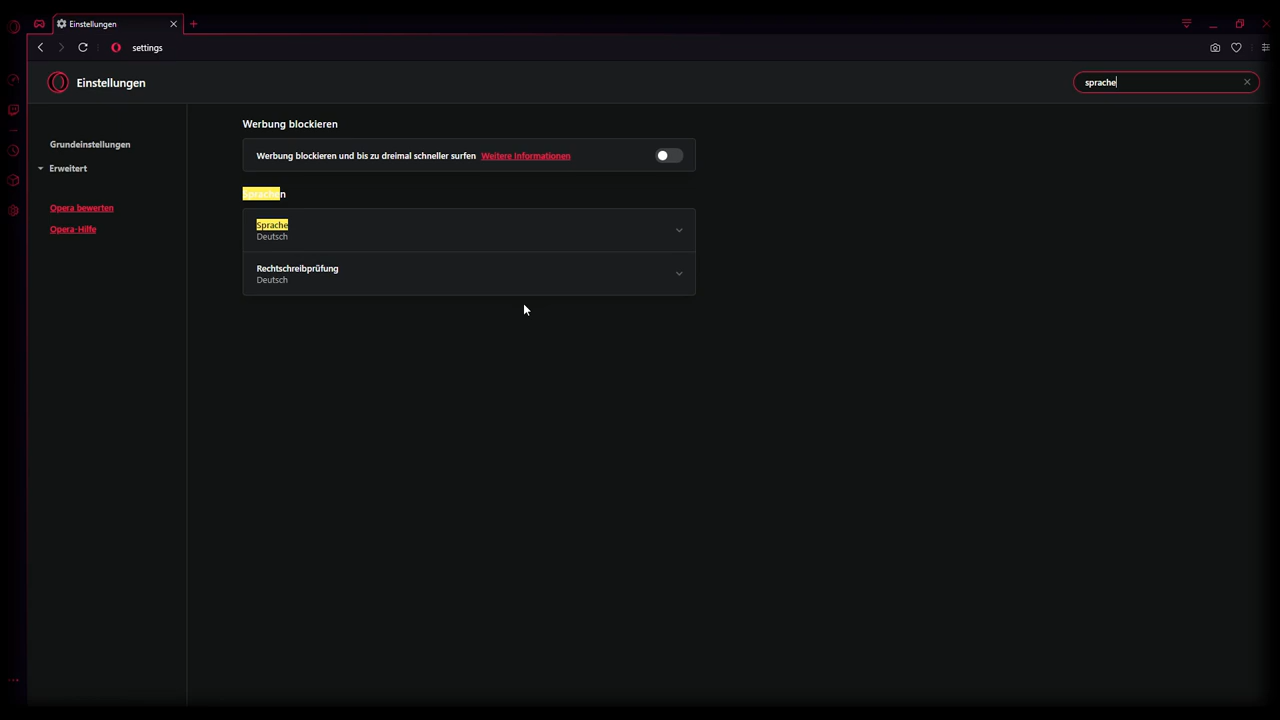 Einstellungen
settings
Einstellungen
sprache
Grundeinstellungen
Erweitert
Opera bewerten
Opera-Hilfe
Werbung blockieren
Werbung blockieren und bis zu dreimal schneller surfen Weitere Informationen
Sprachen
Sprache
Deutsch
Rechtschreibprüfung
Deutsch